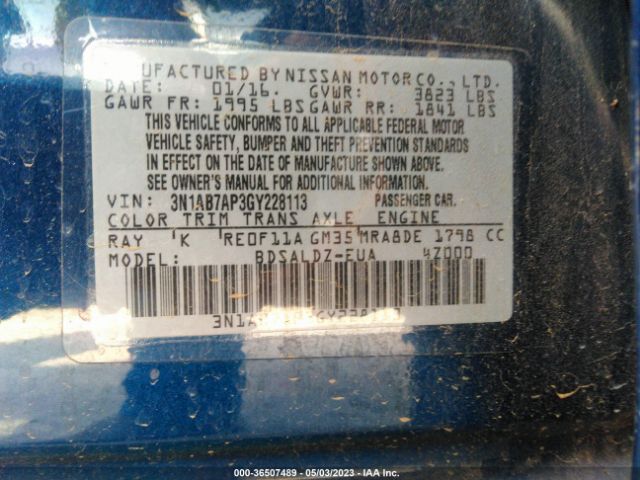 UFACTURED BY NISSAN MOTOR CO., LTD.
DATE: 01/16. GVWR: 3823 LBS
GAWR FR: 1995 LBS GAWR RR: 1841 LBS
THIS VEHICLE CONFORMS TO ALL APPLICABLE FEDERAL MOTOR
VEHICLE SAFETY, BUMPER AND THEFT PREVENTION STANDARDS
IN EFFECT ON THE DATE OF MANUFACTURE SHOWN ABOVE.
SEE OWNER'S MANUAL FOR ADDITIONAL INFORMATION.
VIN: 3N1AB7AP3GY228113 PASSENGER CAR.
COLOR TRIM TRANS AXLE ENGINE
RAY K RE0F11A GM35 MRA8DE 1798 CC
MODEL: BDSALDZ-EUA 4Z000
000-36507489 - 05/03/2023 - IAA Inc.